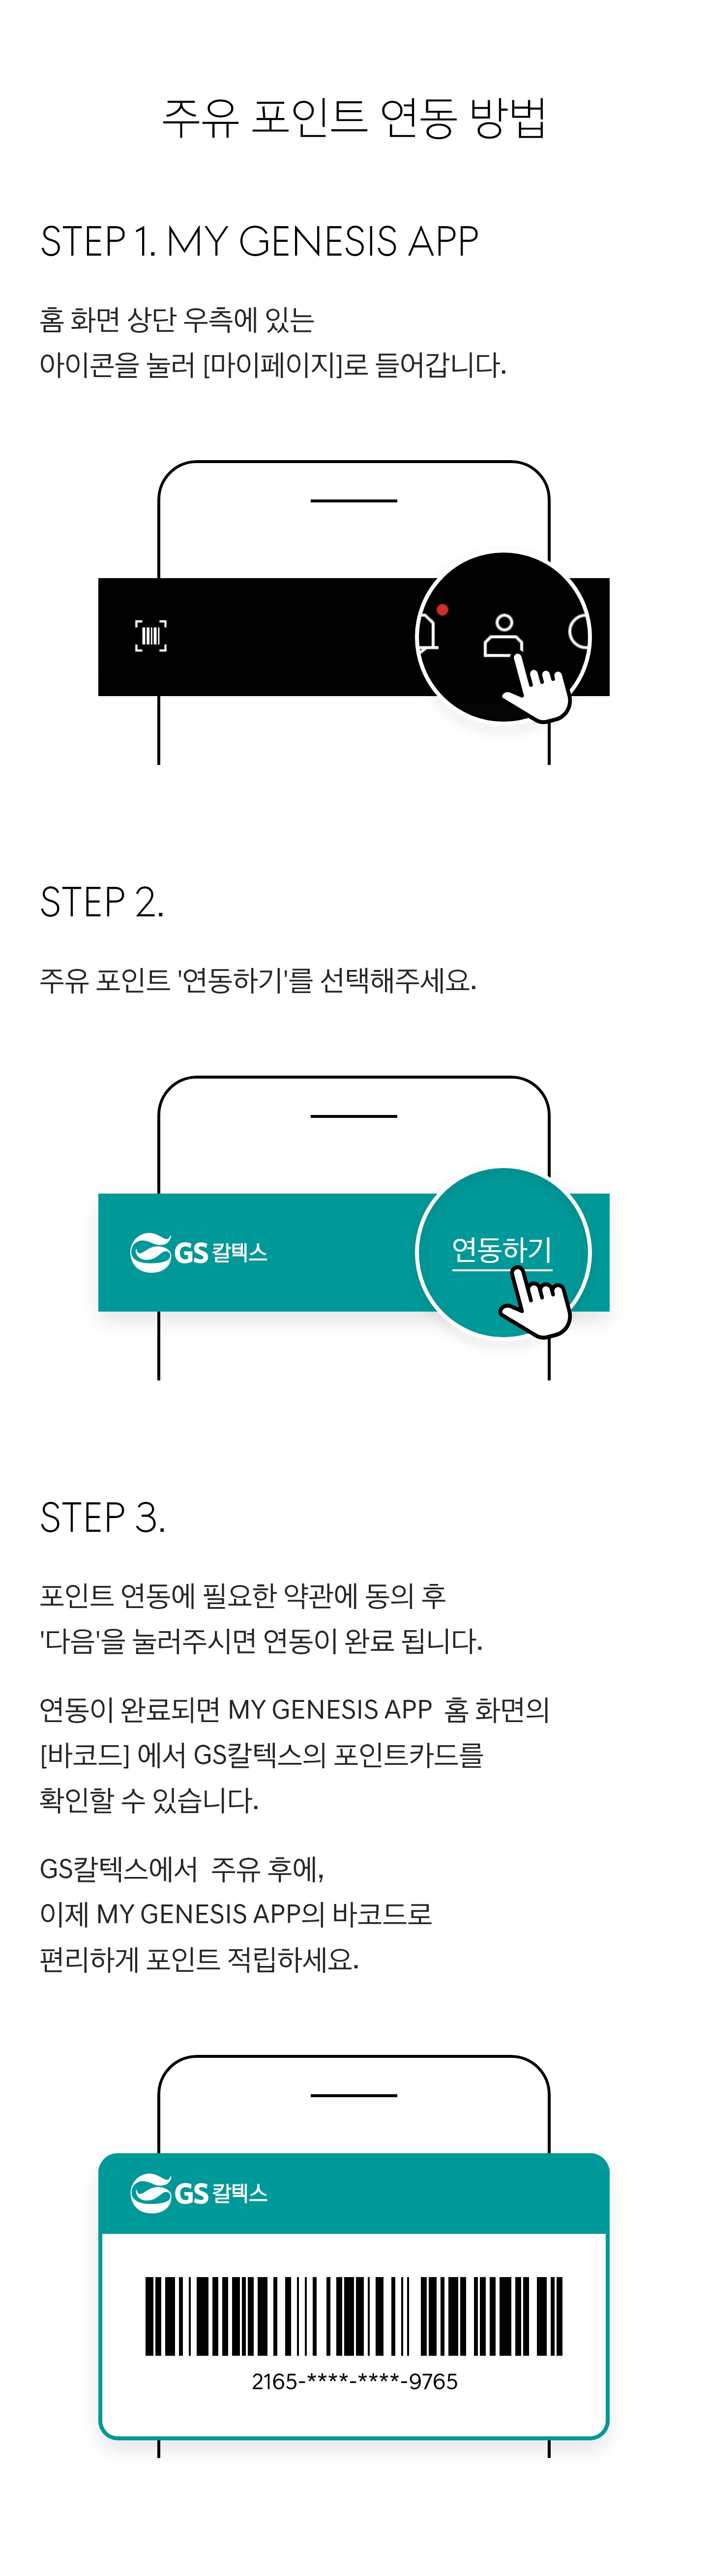 주유 포인트 연동 방법
STEP 1. MY GENESIS APP
홈 화면 상단 우측에 있는
아이콘을 눌러 [마이페이지]로 들어갑니다.
STEP 2.
주유 포인트 '연동하기'를 선택해주세요.
GS칼텍스
연동하기
STEP 3.
포인트 연동에 필요한 약관에 동의 후
'다음'을 눌러주시면 연동이 완료 됩니다.
연동이 완료되면 MY GENESIS APP 홈 화면의
[바코드] 에서 GS칼텍스의 포인트카드를
확인할 수 있습니다.
GS칼텍스에서 주유 후에,
이제 MY GENESIS APP의 바코드로
편리하게 포인트 적립하세요.
GS칼텍스
2165-****-****-9765